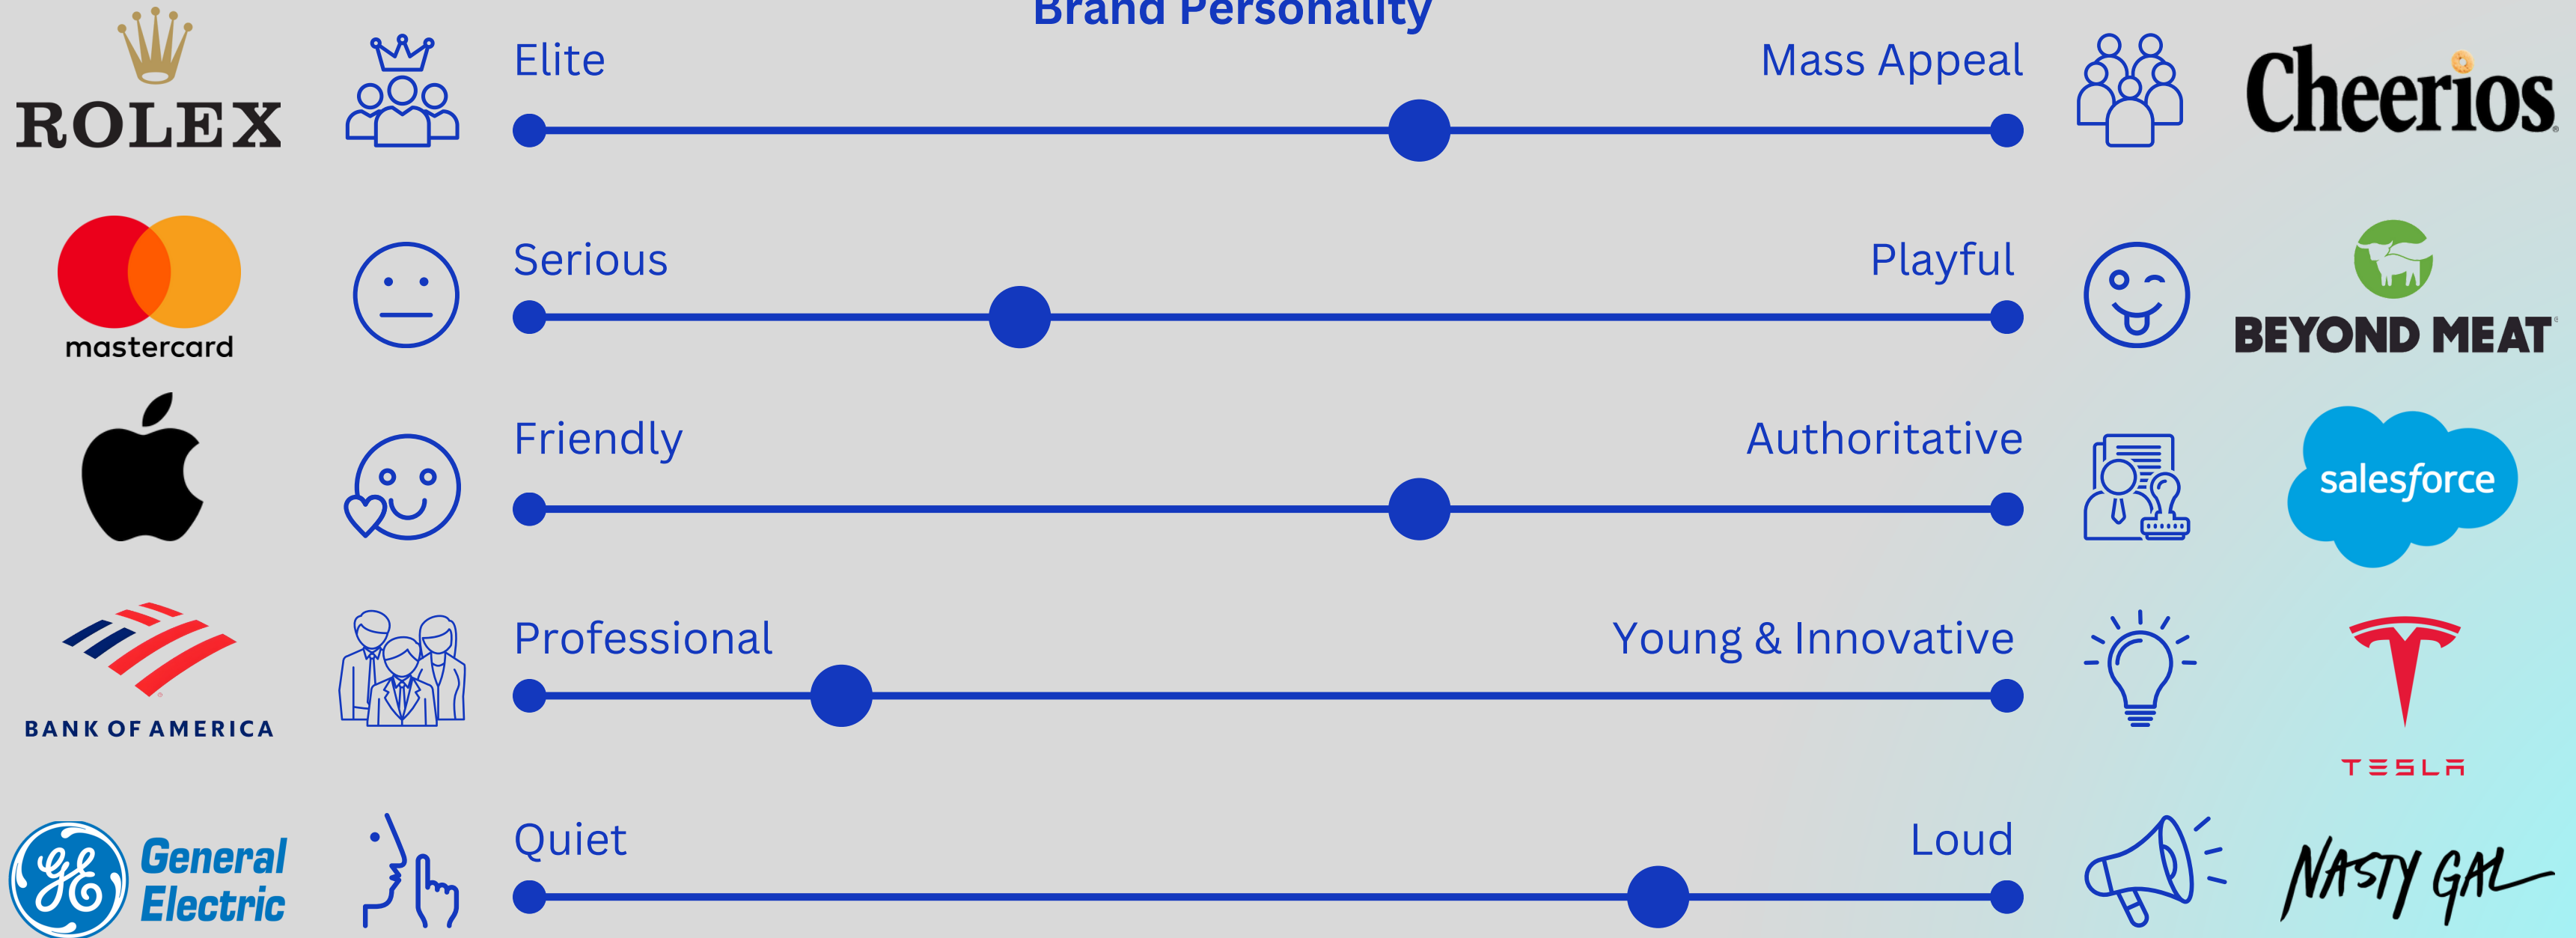 Brand Personality
ROLEX
Elite
Mass Appeal
Cheerios
mastercard
Serious
Playful
BEYOND MEAT
Friendly
Authoritative
salesforce
BANK OF AMERICA
Professional
Young & Innovative
TESLA
GE General
Electric
Quiet
Loud
NASTY GAL